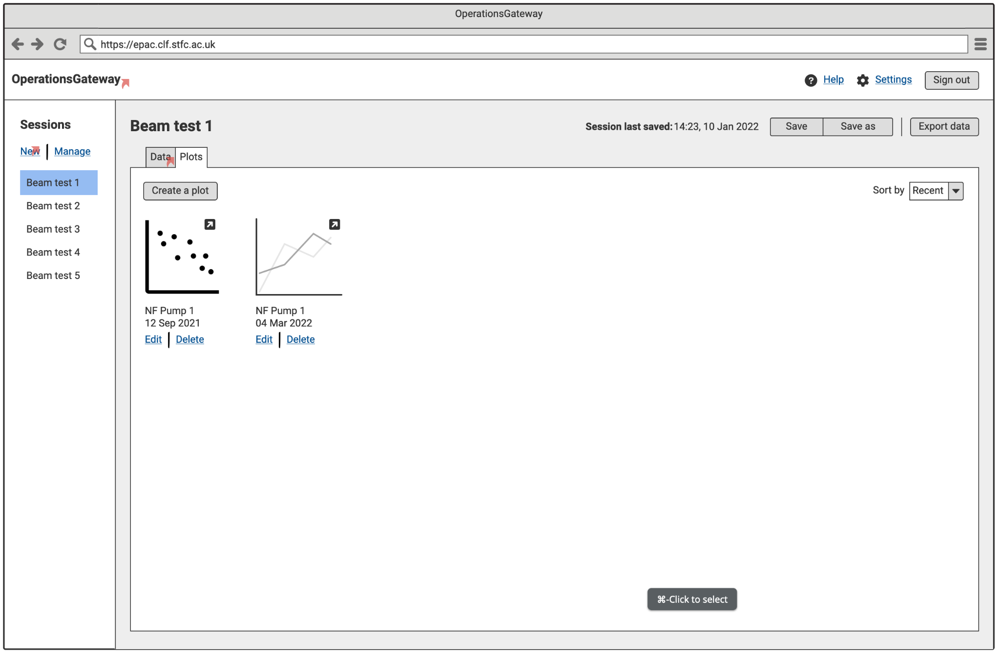 OperationsGateway
https://epac.clf.stfc.ac.uk
OperationsGateway
? Help Settings Sign out
Sessions
New | Manage
Beam test 1
Beam test 2
Beam test 3
Beam test 4
Beam test 5
Beam test 1
Session last saved: 14:23, 10 Jan 2022 Save Save as Export data
Data Plots
Create a plot
Sort by Recent
NF Pump 1
12 Sep 2021
Edit | Delete
NF Pump 1
04 Mar 2022
Edit | Delete
⌘-Click to select